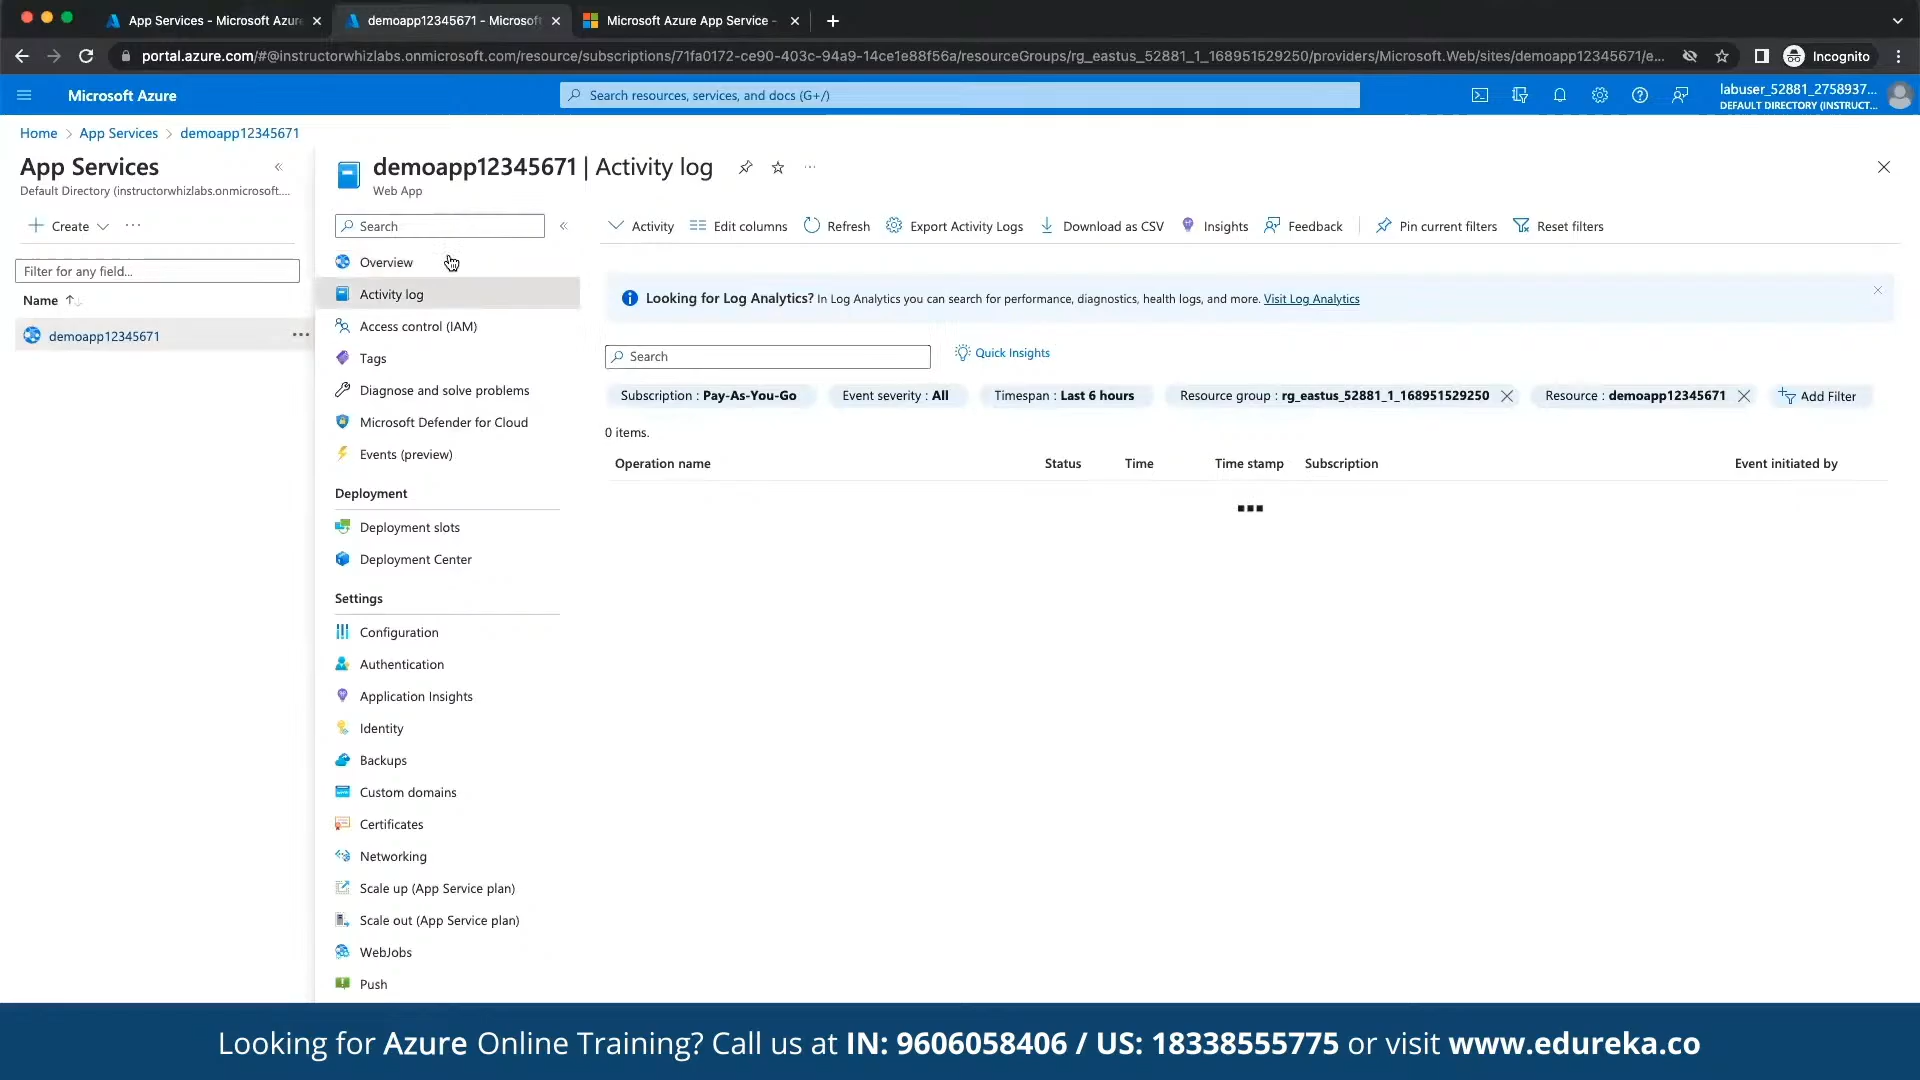 App Services - Microsoft Azure
demoapp12345671 - Microsoft
Microsoft Azure App Service -
portal.azure.com/#@instructorwhizlabs.onmicrosoft.com/resource/subscriptions/71fa0172-ce90-403c-94a9-14ce1e88f56a/resourceGroups/rg_eastus_52881_1_168951529250/providers/Microsoft.Web/sites/demoapp12345671/e...
Incognito
Microsoft Azure
Search resources, services, and docs (G+/)
labuser_52881_2758937...
DEFAULT DIRECTORY (INSTRUCT...
Home > App Services > demoapp12345671
App Services
Default Directory (instructorwhizlabs.onmicrosoft....
Create
Filter for any field...
Name
demoapp12345671
demoapp12345671 | Activity log
Web App
Search
Overview
Activity log
Access control (IAM)
Tags
Diagnose and solve problems
Microsoft Defender for Cloud
Events (preview)
Deployment
Deployment slots
Deployment Center
Settings
Configuration
Authentication
Application Insights
Identity
Backups
Custom domains
Certificates
Networking
Scale up (App Service plan)
Scale out (App Service plan)
WebJobs
Push
Activity Edit columns Refresh Export Activity Logs Download as CSV Insights Feedback Pin current filters Reset filters
Looking for Log Analytics? In Log Analytics you can search for performance, diagnostics, health logs, and more. Visit Log Analytics
Search
Quick Insights
Subscription : Pay-As-You-Go Event severity : All Timespan : Last 6 hours Resource group : rg_eastus_52881_1_168951529250 Resource : demoapp12345671 Add Filter
0 items.
Operation name Status Time Time stamp Subscription Event initiated by
Looking for Azure Online Training? Call us at IN: 9606058406 / US: 18338555775 or visit www.edureka.co